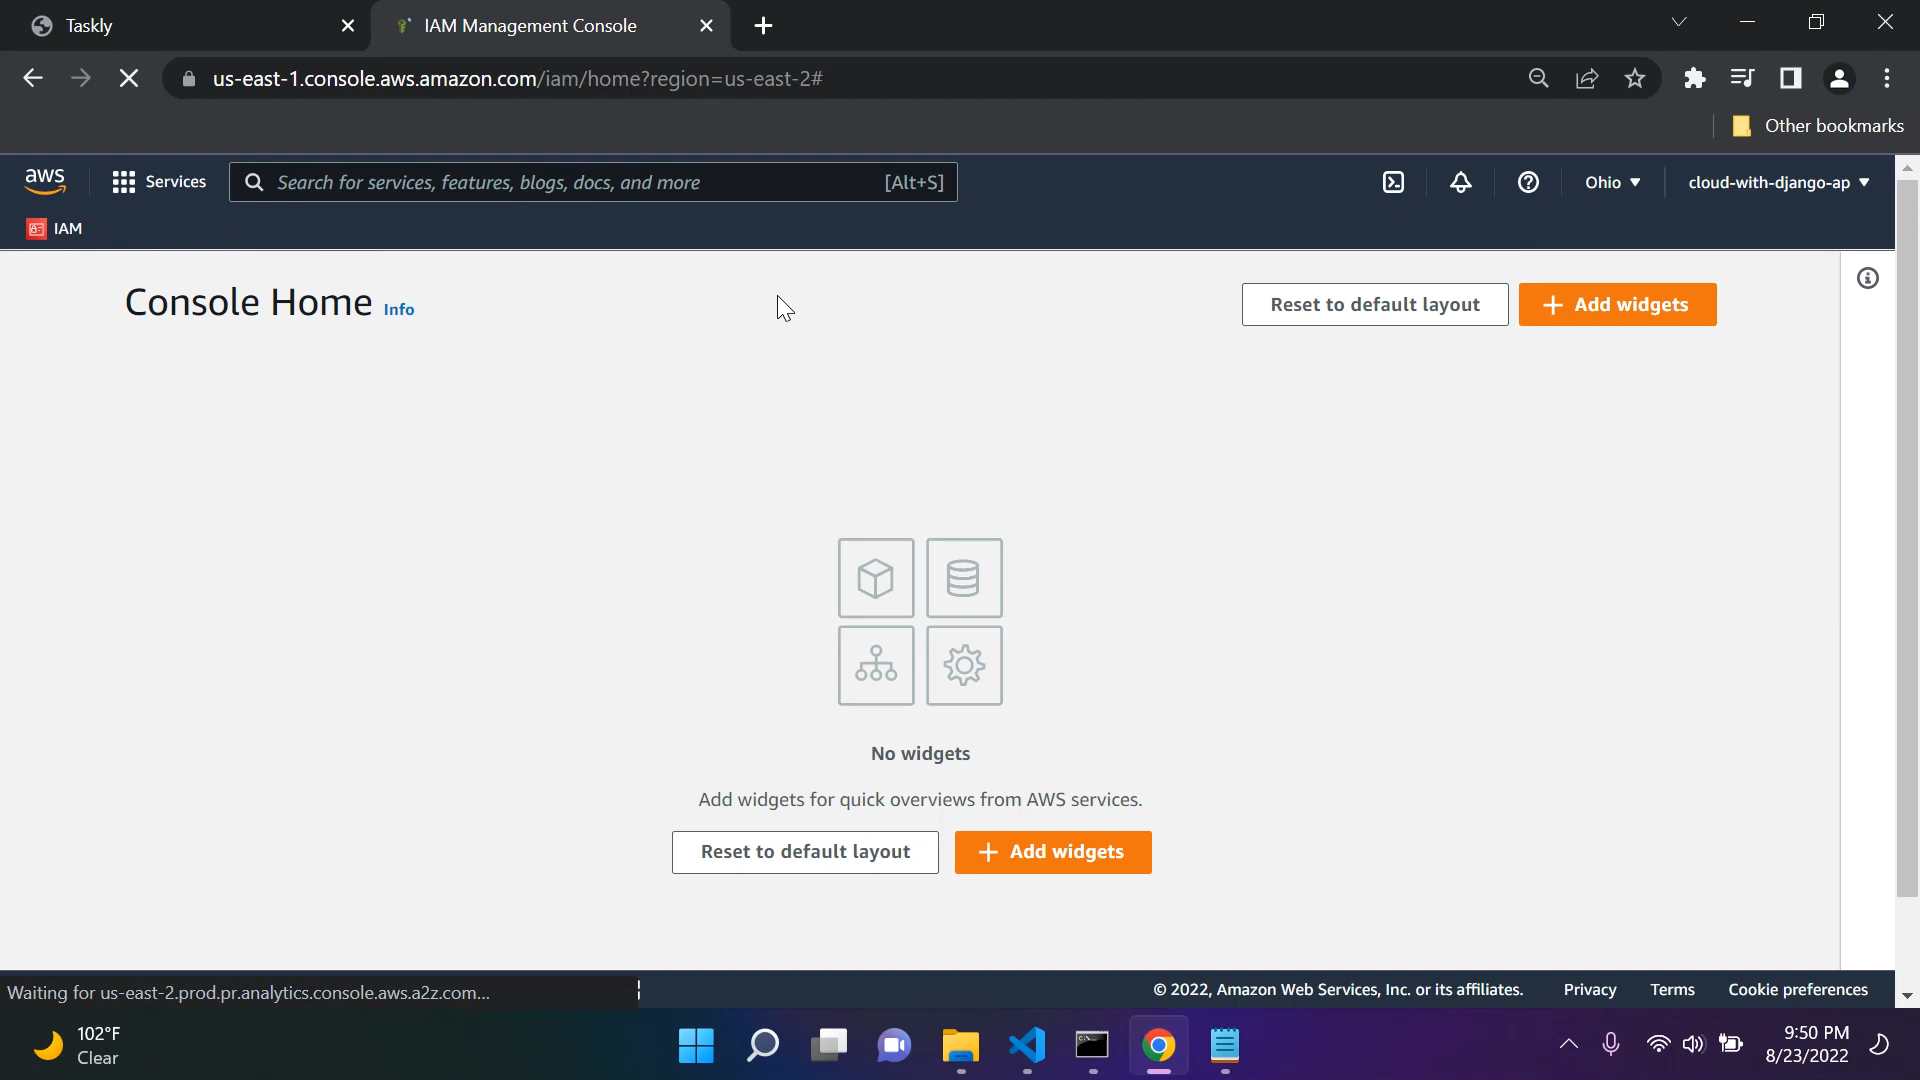 Taskly
IAM Management Console
us-east-1.console.aws.amazon.com/iam/home?region=us-east-2#
Other bookmarks
aws
Services
Search for services, features, blogs, docs, and more
[Alt+S]
Ohio
cloud-with-django-ap
IAM
Console Home Info
Reset to default layout
Add widgets
No widgets
Add widgets for quick overviews from AWS services.
Reset to default layout
Add widgets
Waiting for us-east-2.prod.pr.analytics.console.aws.a2z.com...
© 2022, Amazon Web Services, Inc. or its affiliates.
Privacy
Terms
Cookie preferences
102°F
Clear
9:50 PM
8/23/2022